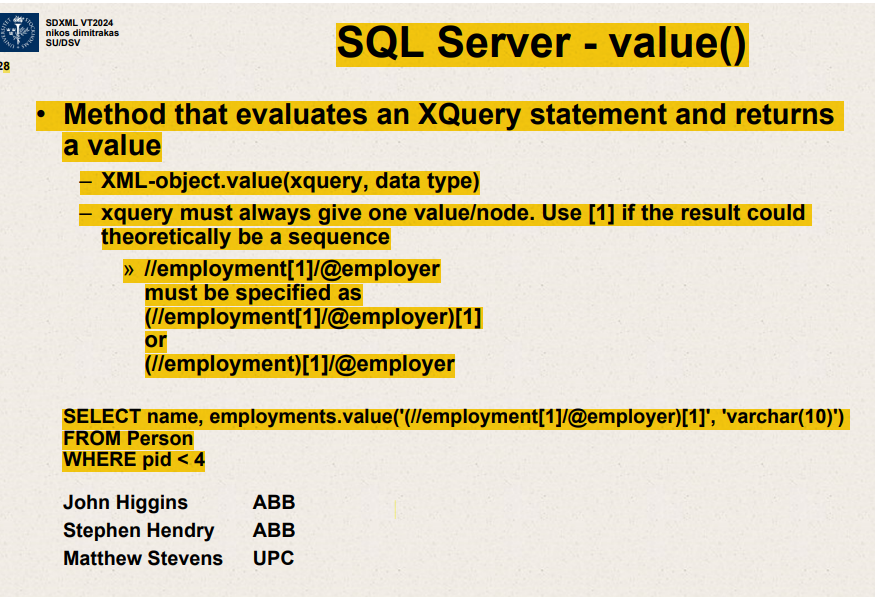 SDXML VT2024
nikos dimitrakas
SU/DSV
28
SQL Server - value()
• Method that evaluates an XQuery statement and returns
a value
– XML-object.value(xquery, data type)
– xquery must always give one value/node. Use [1] if the result could
theoretically be a sequence
» //employment[1]/@employer
must be specified as
(//employment[1]/@employer)[1]
or
(//employment)[1]/@employer
SELECT name, employments.value('(//employment[1]/@employer)[1]', 'varchar(10)')
FROM Person
WHERE pid < 4
John Higgins ABB
Stephen Hendry ABB
Matthew Stevens UPC